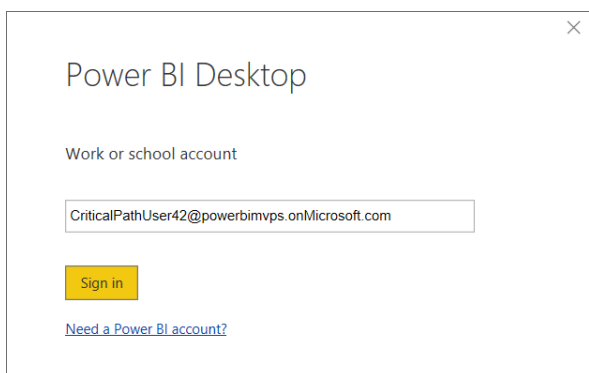 Power BI Desktop
Work or school account
CriticalPathUser42@powerbimvps.onMicrosoft.com
Sign in
Need a Power BI account?